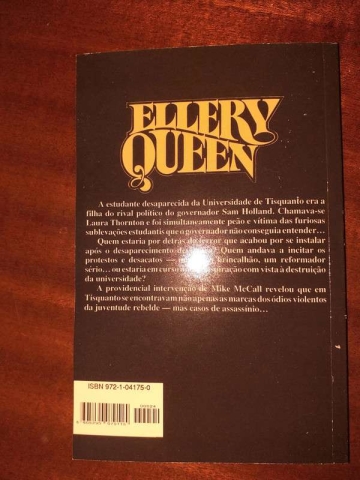 ELLERY
QUEEN
A estudante desaparecida da Universidade de Tisquanto era a
filha do rival político do governador Sam Holland. Chamava-se
Laura Thornton e foi simultaneamente peão e vítima das furiosas
sublevações estudantis que o governador não conseguia entender...
Quem estaria por detrás do terror que acabou por se instalar
após o desaparecimento de Quem andava a incitar os
protestos e desacatos — brincalhão, um reformador
sério... ou estaria em curso conspiração com vista à destruição
da universidade?
A providencial intervenção de Mike McCall revelou que em
Tisquanto se encontravam não apenas as marcas dos ódios violentos
da juventude rebelde — mas casos de assassínio...
ISBN 972-1-04175-0